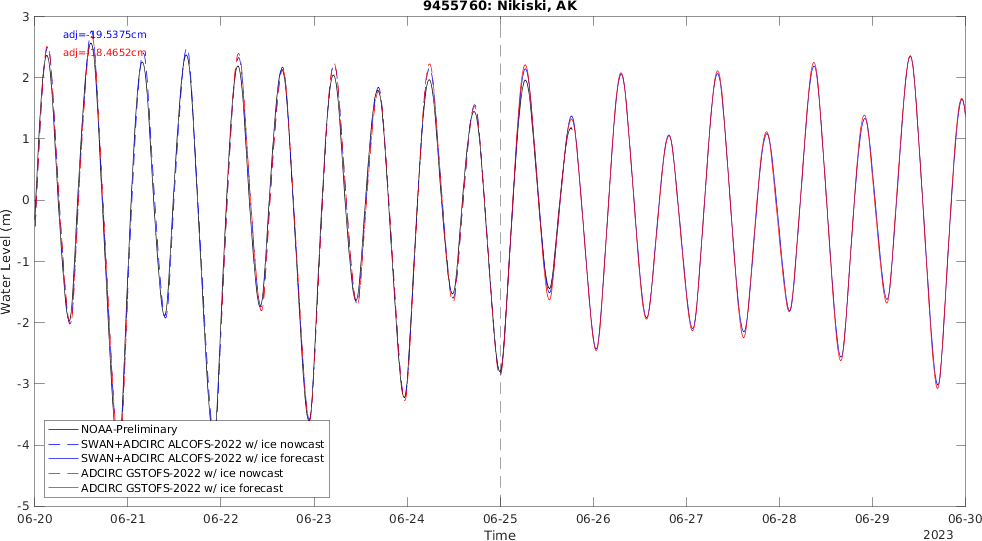 9455760: Nikiski, AK
adj=-19.5375cm
adj=-18.4652cm
Water Level (m)
3
2
1
0
-1
-2
-3
-4
-5
NOAA-Preliminary
SWAN+ADCIRC ALCOFS-2022 w/ ice nowcast
SWAN+ADCIRC ALCOFS-2022 w/ ice forecast
ADCIRC GSTOFS-2022 w/ ice nowcast
ADCIRC GSTOFS-2022 w/ ice forecast
06-20 06-21 06-22 06-23 06-24 06-25 06-26 06-27 06-28 06-29 06-30
Time
2023